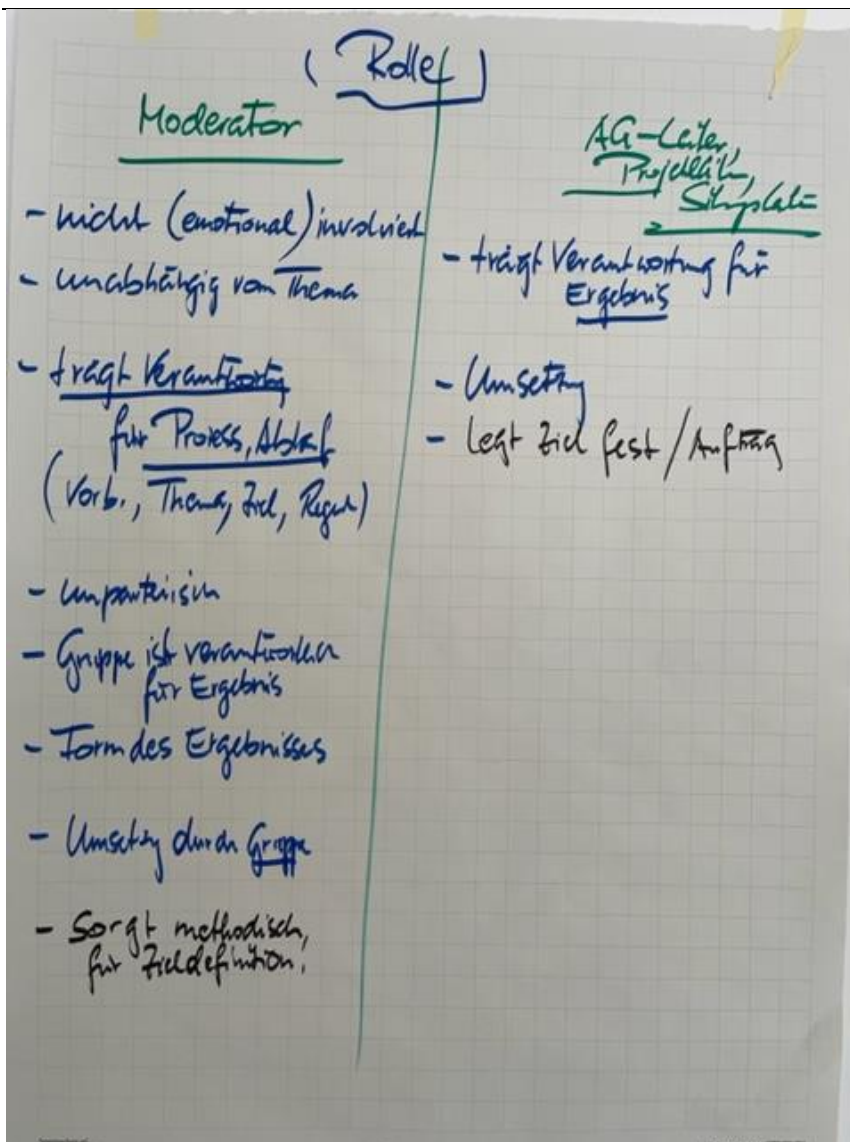 ( Rolle )
Moderator
- nicht (emotional) involviert
- unabhängig vom Thema
- trägt Verantwortung
für Prozess, Ablauf
(Vorb., Thema, Ziel, Regeln)
- unparteiisch
- Gruppe ist verantwortlich
für Ergebnis
- Form des Ergebnisses
- Umsetzung durch Gruppe
- Sorgt methodisch,
für Zieldefinition.
AG-Leiter,
Projektleiter,
- trägt Verantwortung für
Ergebnis
- Umsetzung
- legt Ziel fest / Auftrag